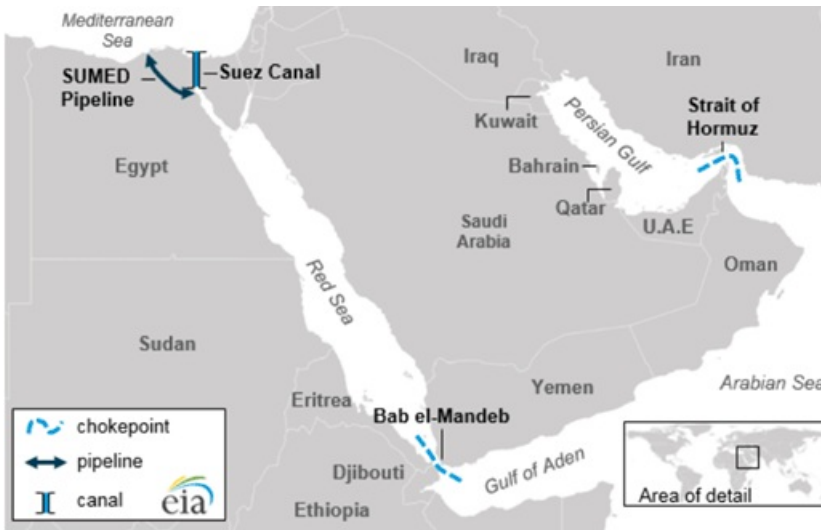 Mediterranean
Sea
SUMED
Pipeline
Suez Canal
Iraq
Iran
Kuwait
Persian Gulf
Strait of
Hormuz
Egypt
Bahrain
Qatar
Saudi
Arabia
U.A.E
Oman
Red Sea
Sudan
Eritrea
Yemen
Arabian Sea
Bab el-Mandeb
Djibouti
Gulf of Aden
Ethiopia
chokepoint
pipeline
canal
eia
Area of detail